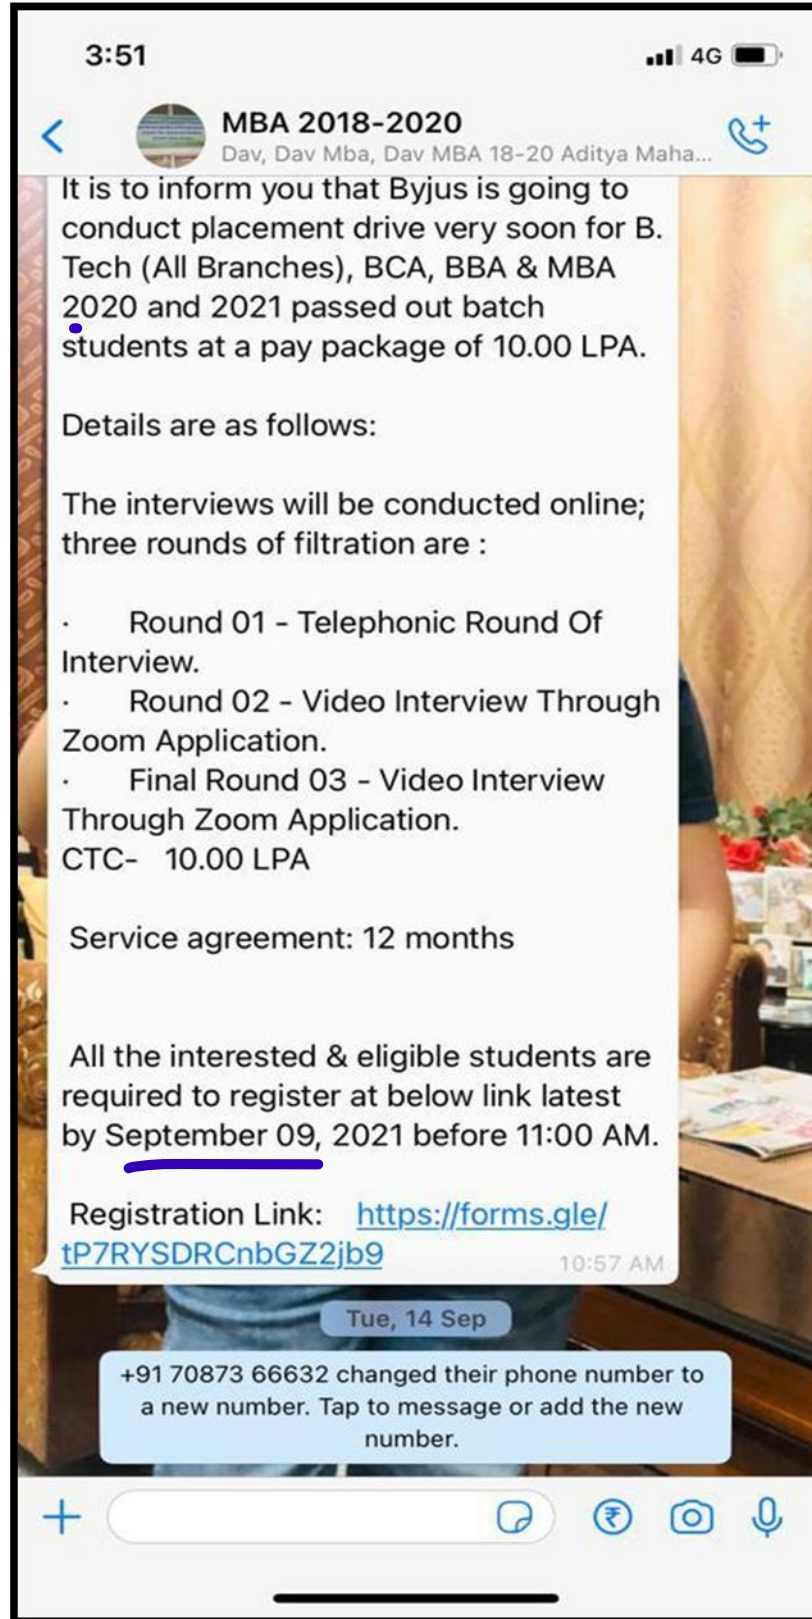 3:51
4G
MBA 2018-2020
Dav, Dav Mba, Dav MBA 18-20 Aditya Maha...
It is to inform you that Byjus is going to
conduct placement drive very soon for B.
Tech (All Branches), BCA, BBA & MBA
2020 and 2021 passed out batch
students at a pay package of 10.00 LPA.
Details are as follows:
The interviews will be conducted online;
three rounds of filtration are :
· Round 01 - Telephonic Round Of
Interview.
· Round 02 - Video Interview Through
Zoom Application.
· Final Round 03 - Video Interview
Through Zoom Application.
CTC- 10.00 LPA
Service agreement: 12 months
All the interested & eligible students are
required to register at below link latest
by September 09, 2021 before 11:00 AM.
Registration Link: https://forms.gle/
tP7RYSDRCnbGZ2jb9
10:57 AM
Tue, 14 Sep
+91 70873 66632 changed their phone number to
a new number. Tap to message or add the new
number.
₹